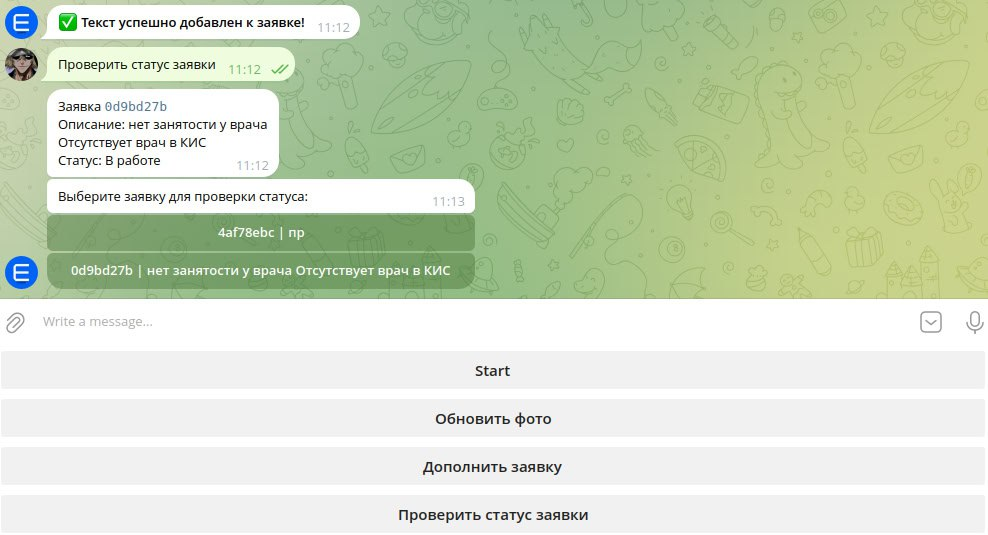 ✅ Текст успешно добавлен к заявке! 11:12
Проверить статус заявки 11:12
Заявка 0d9bd27b
Описание: нет занятости у врача
Отсутствует врач в КИС
Статус: В работе 11:12
Выберите заявку для проверки статуса: 11:13
4af78ebc | пр
0d9bd27b | нет занятости у врача Отсутствует врач в КИС
Write a message...
Start
Обновить фото
Дополнить заявку
Проверить статус заявки